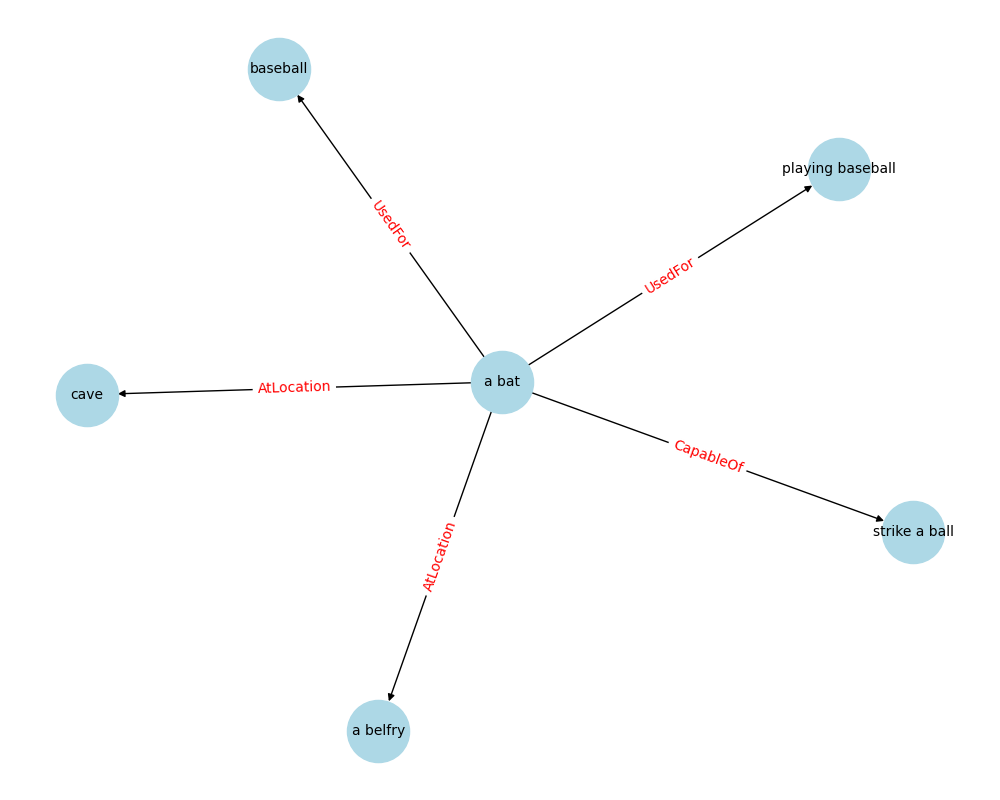 baseball
playing baseball
UsedFor
UsedFor
a bat
AtLocation
cave
CapableOf
strike a ball
AtLocation
a belfry